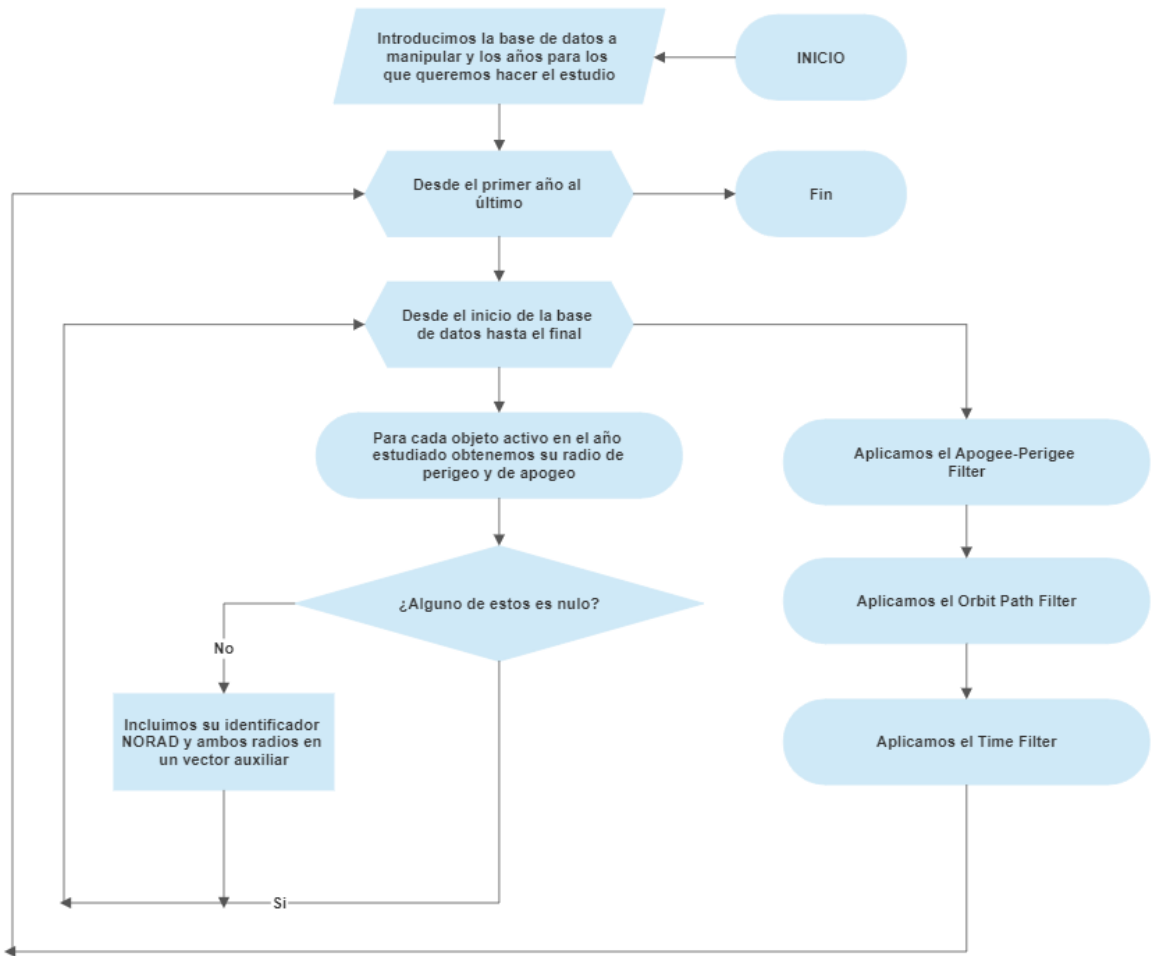 Introducimos la base de datos a
manipular y los años para los
que queremos hacer el estudio
INICIO
Desde el primer año al
último
Fin
Desde el inicio de la base
de datos hasta el final
Para cada objeto activo en el año
estudiado obtenemos su radio de
perigeo y de apogeo
Aplicamos el Apogee-Perigee
Filter
¿Alguno de estos es nulo?
Aplicamos el Orbit Path Filter
No
Incluimos su identificador
NORAD y ambos radios en
un vector auxiliar
Aplicamos el Time Filter
Si